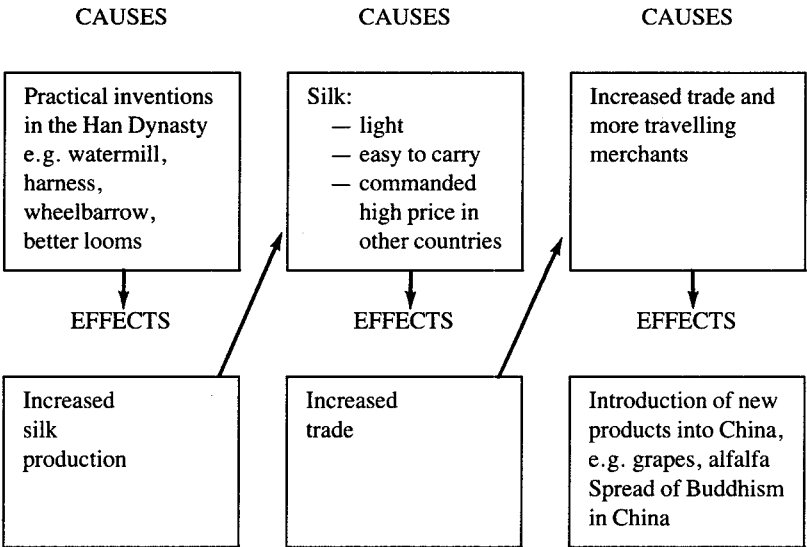 CAUSES
Practical inventions
in the Han Dynasty
e.g. watermill,
harness,
wheelbarrow,
better looms
EFFECTS
Increased
silk
production
CAUSES
Silk:
— light
— easy to carry
— commanded
high price in
other countries
EFFECTS
Increased
trade
CAUSES
Increased trade and
more travelling
merchants
EFFECTS
Introduction of new
products into China,
e.g. grapes, alfalfa
Spread of Buddhism
in China